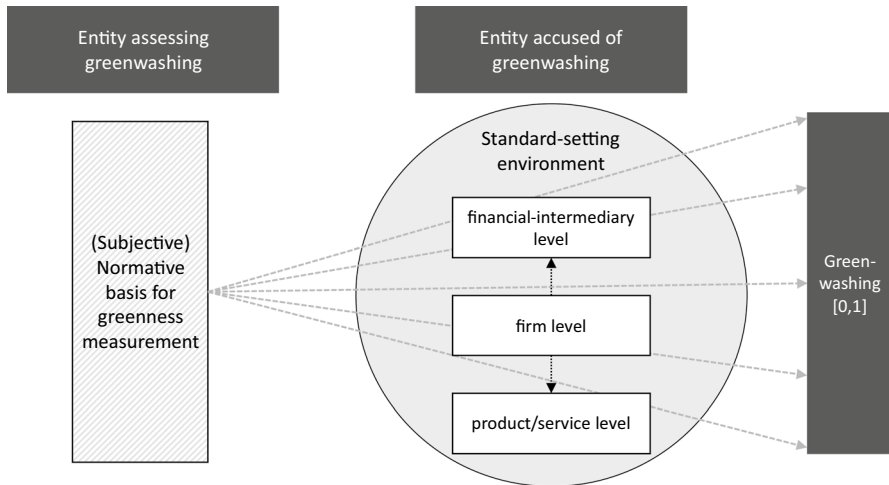 Entity assessing
greenwashing
Entity accused of
greenwashing
(Subjective)
Normative
basis for
greenness
measurement
Standard-setting
environment
financial-intermediary
level
firm level
product/service level
Green-
washing
[0,1]